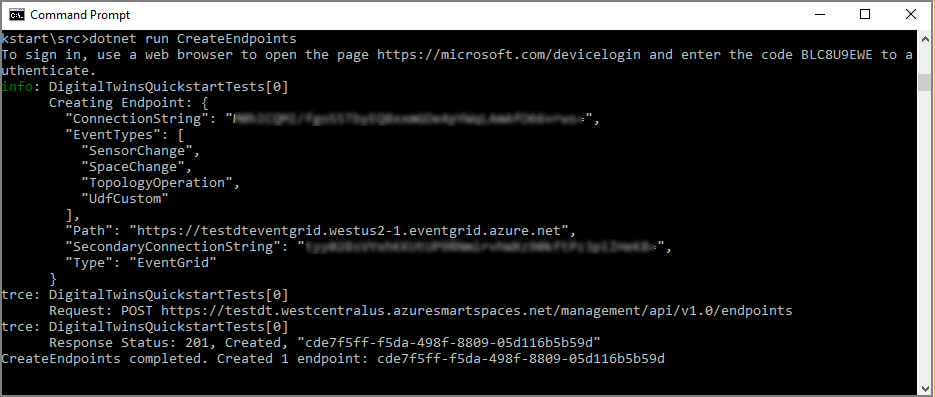 Command Prompt
kstart\src>dotnet run CreateEndpoints
To sign in, use a web browser to open the page https://microsoft.com/devicelogin and enter the code BLC8U9EWE to a
uthenticate.
info: DigitalTwinsQuickstartTests[0]
      Creating Endpoint: {
        "ConnectionString": "",
        "EventTypes": [
          "SensorChange",
          "SpaceChange",
          "TopologyOperation",
          "UdfCustom"
        ],
        "Path": "https://testdteventgrid.westus2-1.eventgrid.azure.net",
        "SecondaryConnectionString": "",
        "Type": "EventGrid"
      }
trce: DigitalTwinsQuickstartTests[0]
      Request: POST https://testdt.westcentralus.azuresmartspaces.net/management/api/v1.0/endpoints
trce: DigitalTwinsQuickstartTests[0]
      Response Status: 201, Created, "cde7f5ff-f5da-498f-8809-05d116b5b59d"
CreateEndpoints completed. Created 1 endpoint: cde7f5ff-f5da-498f-8809-05d116b5b59d